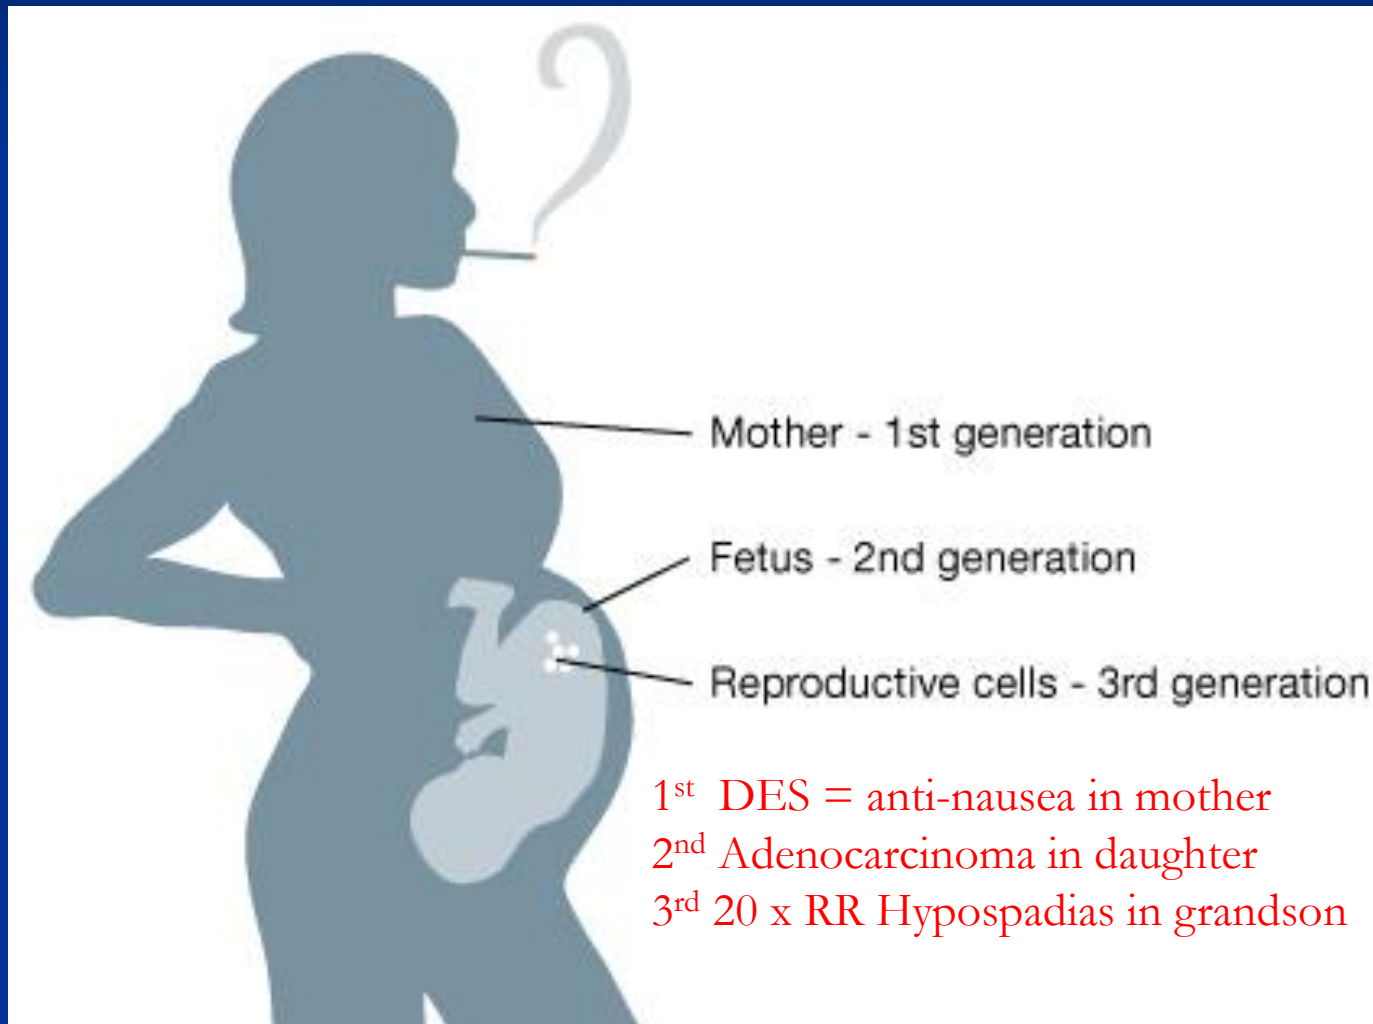 Mother - 1st generation
Fetus - 2nd generation
Reproductive cells - 3rd generation
1st DES = anti-nausea in mother
2nd Adenocarcinoma in daughter
3rd 20 x RR Hypospadias in grandson